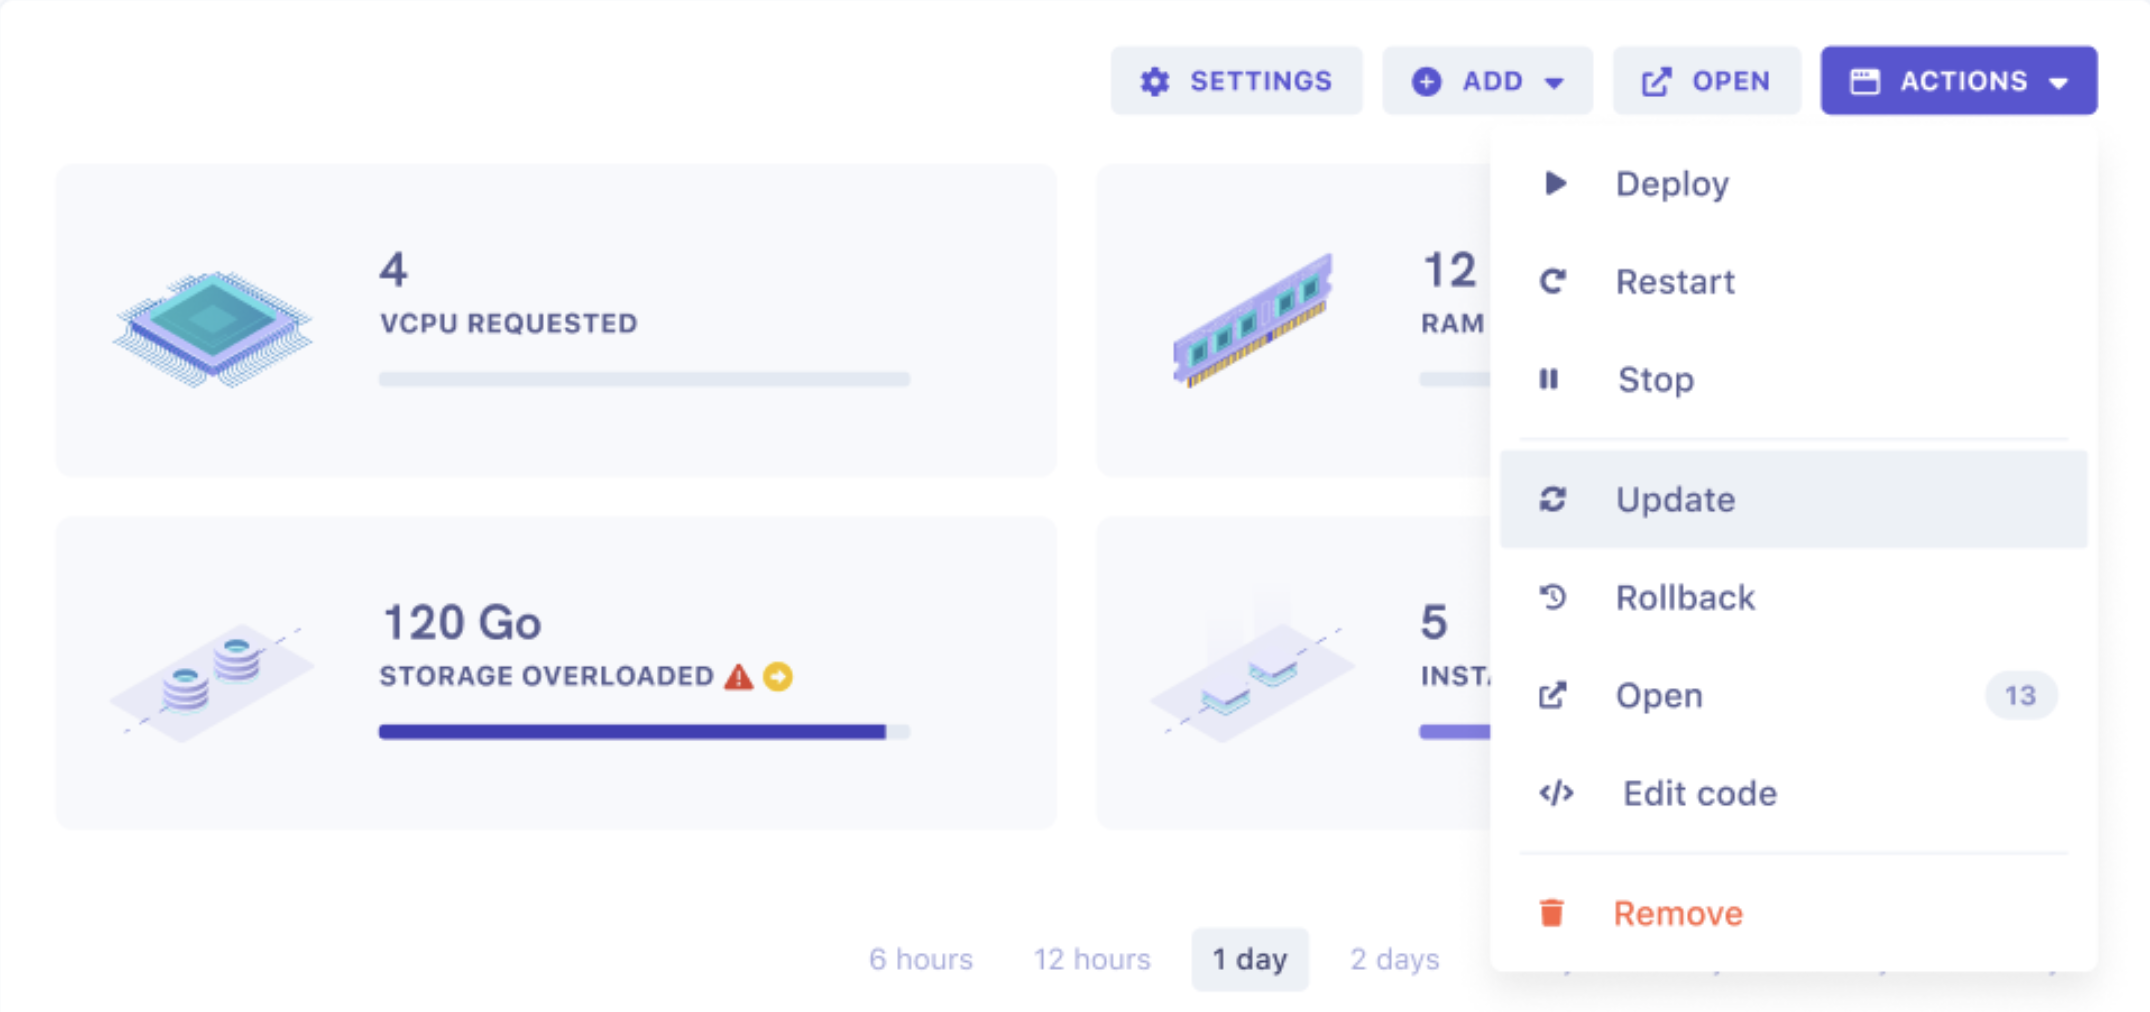 SETTINGS
ADD
OPEN
ACTIONS
4
VCPU REQUESTED
12
RAM
120 Go
STORAGE OVERLOADED
5
Deploy
Restart
Stop
Update
Rollback
Open 13
</> Edit code
Remove
6 hours 12 hours 1 day 2 days